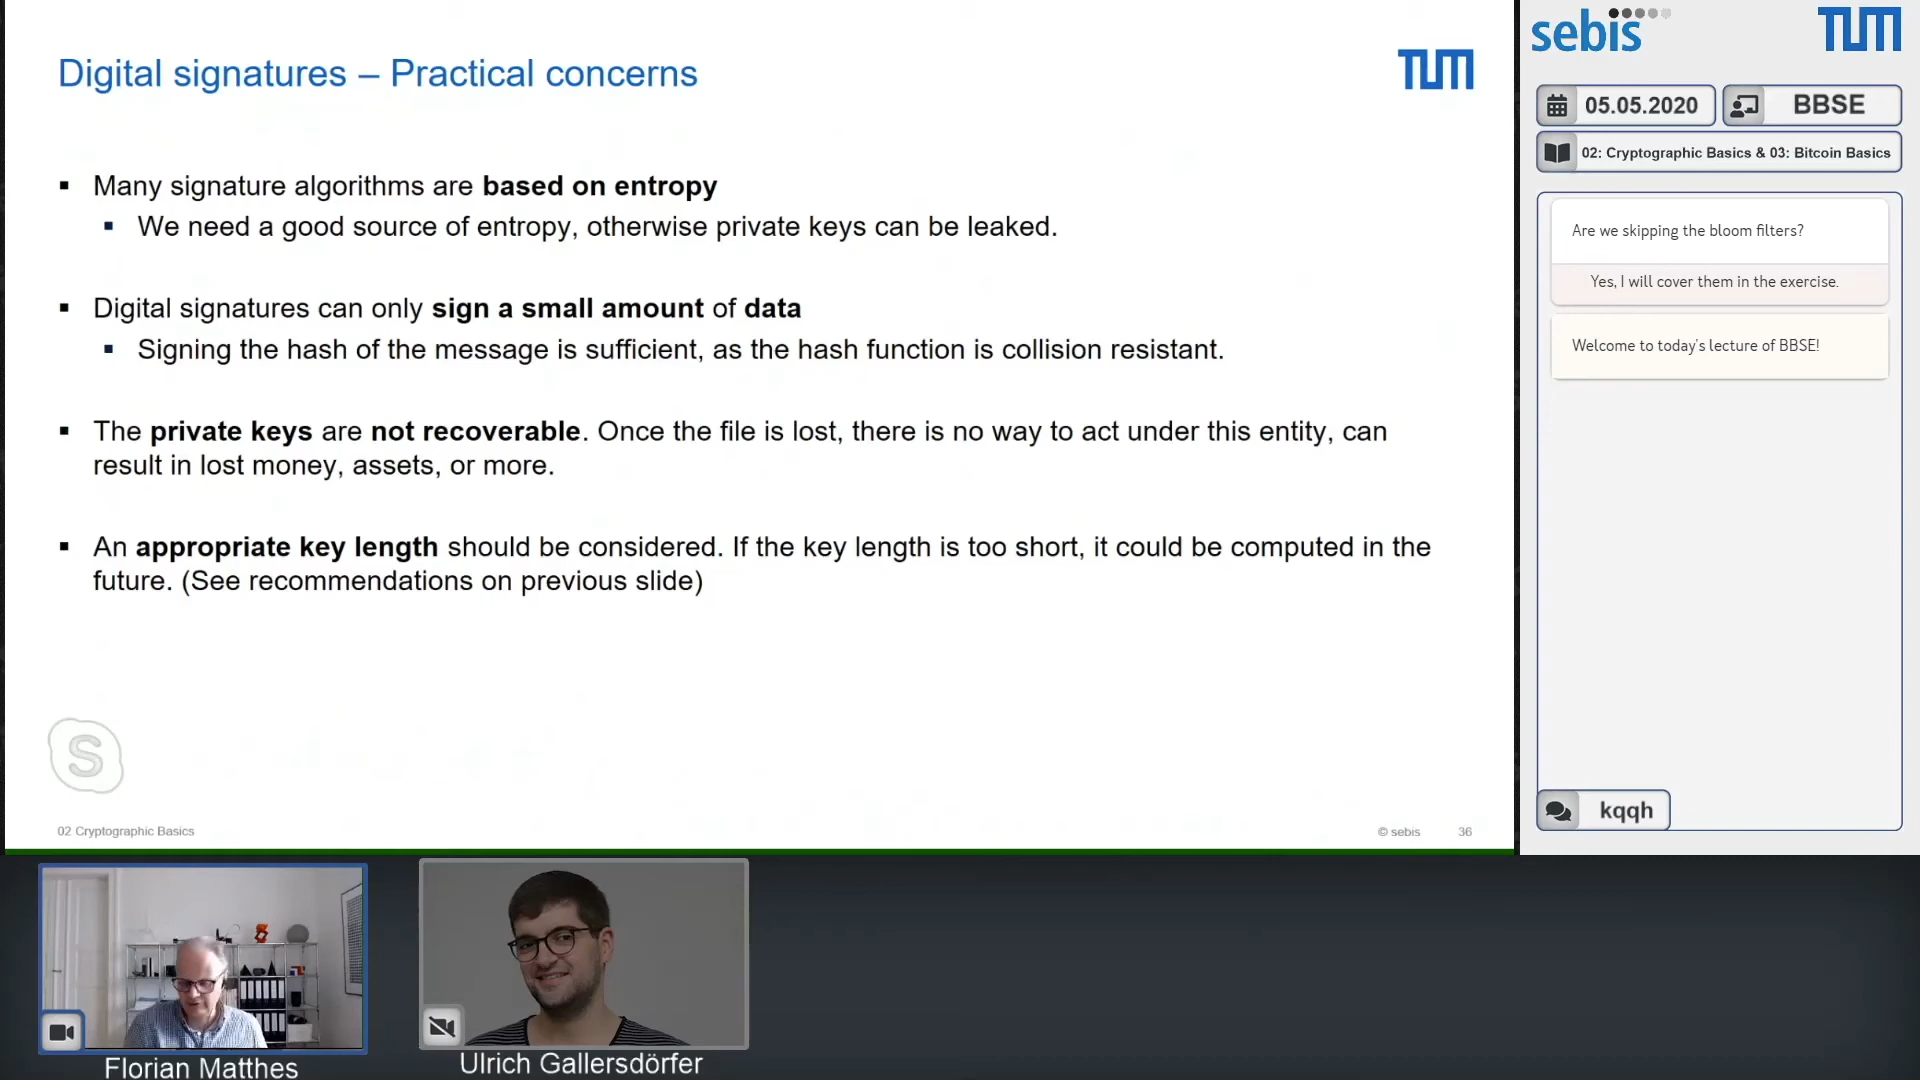 Digital signatures – Practical concerns
TUM
▪ Many signature algorithms are based on entropy
▪ We need a good source of entropy, otherwise private keys can be leaked.
▪ Digital signatures can only sign a small amount of data
▪ Signing the hash of the message is sufficient, as the hash function is collision resistant.
▪ The private keys are not recoverable. Once the file is lost, there is no way to act under this entity, can
result in lost money, assets, or more.
▪ An appropriate key length should be considered. If the key length is too short, it could be computed in the
future. (See recommendations on previous slide)
S
02 Cryptographic Basics
© sebis 36
sebis TUM
05.05.2020 BBSE
02: Cryptographic Basics & 03: Bitcoin Basics
Are we skipping the bloom filters?
Yes, I will cover them in the exercise.
Welcome to today's lecture of BBSE!
kqqh
Florian Matthes
Ulrich Gallersdörfer